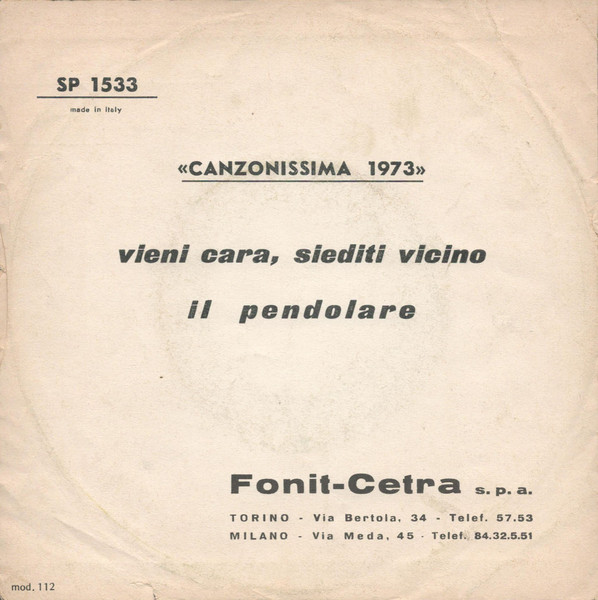 SP 1533
made in italy
«CANZONISSIMA 1973»
vieni cara, siediti vicino
il pendolare
Fonit-Cetra s.p.a.
TORINO - Via Bertola, 34 - Telef. 57.53
MILANO - Via Meda, 45 - Telef. 84.32.5.51
mod. 112